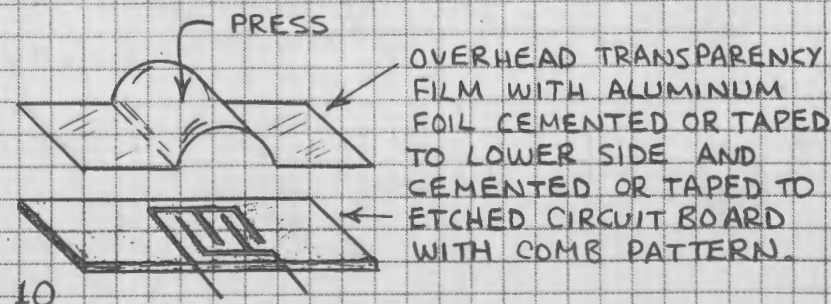 PRESS
OVERHEAD TRANSPARENCY
FILM WITH ALUMINUM
FOIL CEMENTED OR TAPED
TO LOWER SIDE AND
CEMENTED OR TAPED TO
ETCHED CIRCUIT BOARD
WITH COMB PATTERN.
10